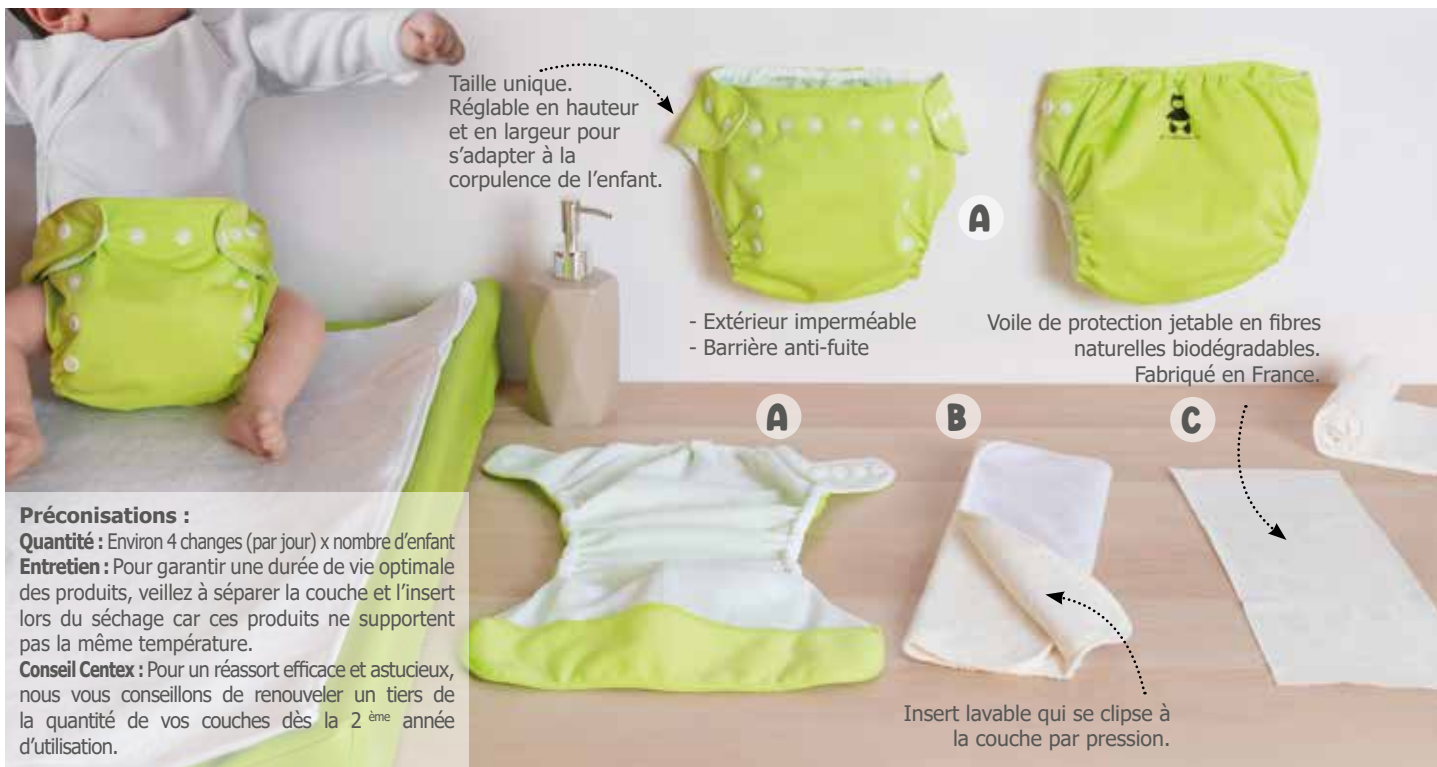 Taille unique.
Réglable en hauteur
et en largeur pour
s’adapter à la
corpulence de l’enfant.
A
- Extérieur imperméable
- Barrière anti-fuite
Voile de protection jetable en fibres
naturelles biodégradables.
Fabriqué en France.
A
B
C
Préconisations :
Quantité : Environ 4 changes (par jour) x nombre d’enfant
Entretien : Pour garantir une durée de vie optimale
des produits, veillez à séparer la couche et l’insert
lors du séchage car ces produits ne supportent
pas la même température.
Conseil Centex : Pour un réassort efficace et astucieux,
nous vous conseillons de renouveler un tiers de
la quantité de vos couches dès la 2 ème année
d’utilisation.
Insert lavable qui se clipse à
la couche par pression.